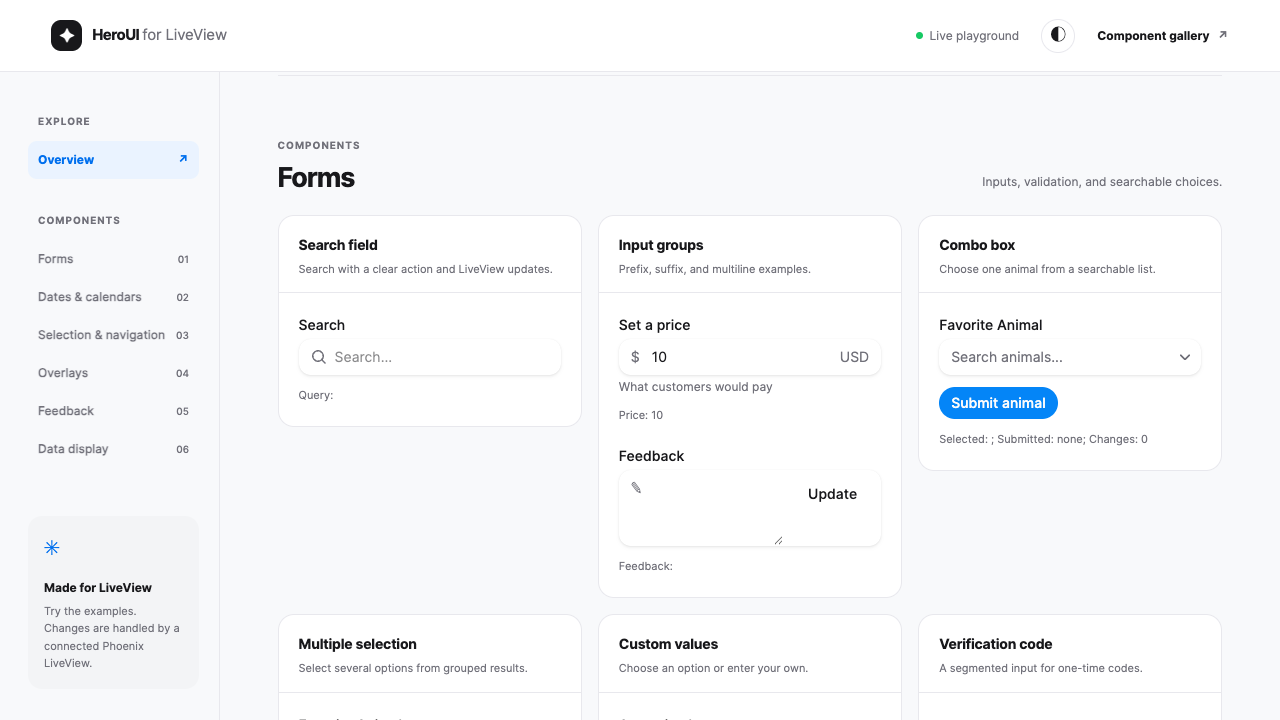 HeroUI for LiveView
Live playground
Component gallery
EXPLORE
Overview
COMPONENTS
Forms 01
Dates & calendars 02
Selection & navigation 03
Overlays 04
Feedback 05
Data display 06
Made for LiveView
Try the examples.
Changes are handled by a
connected Phoenix
LiveView.
COMPONENTS
Forms
Inputs, validation, and searchable choices.
Search field
Search with a clear action and LiveView updates.
Search
Search...
Query:
Input groups
Prefix, suffix, and multiline examples.
Set a price
$ 10 USD
What customers would pay
Price: 10
Feedback
Update
Feedback:
Combo box
Choose one animal from a searchable list.
Favorite Animal
Search animals...
Submit animal
Selected: ; Submitted: none; Changes: 0
Multiple selection
Select several options from grouped results.
Custom values
Choose an option or enter your own.
Verification code
A segmented input for one-time codes.